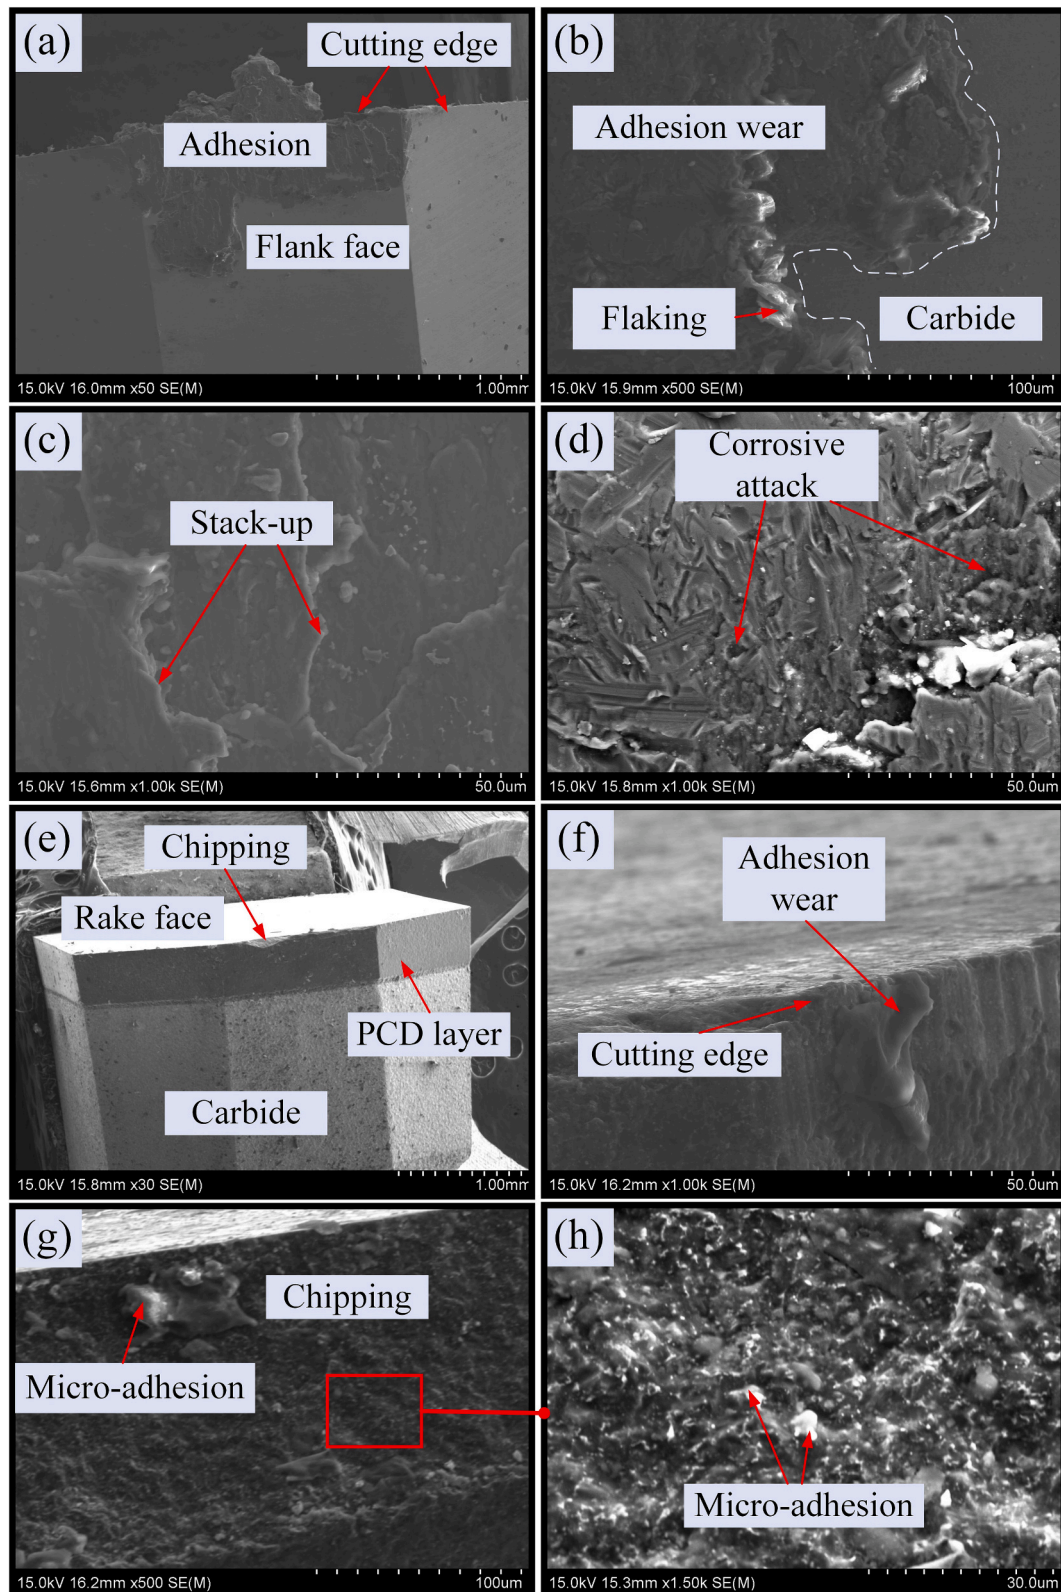 (a)
Cutting edge
Adhesion
Flank face
15.0kV 16.0mm x50 SE(M)
1.00mm
(b)
Adhesion wear
Flaking
Carbide
15.0kV 15.9mm x500 SE(M)
100um
(c)
Stack-up
15.0kV 15.6mm x1.00k SE(M)
50.0um
(d)
Corrosive
attack
15.0kV 15.8mm x1.00k SE(M)
50.0um
(e)
Chipping
Rake face
PCD layer
Carbide
15.0kV 15.8mm x30 SE(M)
1.00mm
(f)
Adhesion
wear
Cutting edge
15.0kV 16.2mm x1.00k SE(M)
50.0um
(g)
Chipping
Micro-adhesion
15.0kV 16.2mm x500 SE(M)
100um
(h)
Micro-adhesion
15.0kV 15.3mm x1.50k SE(M)
30.0um